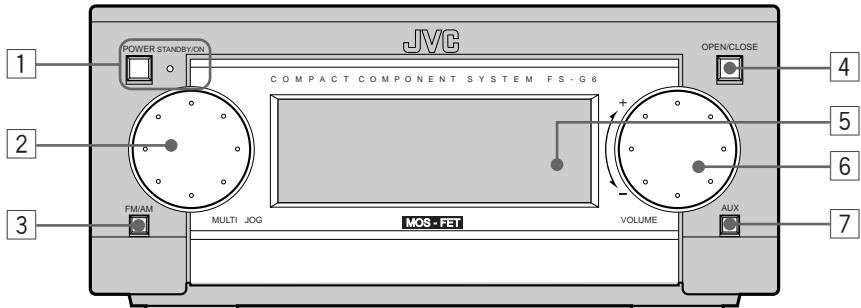 JVC
POWER STANDBY/ON
OPEN/CLOSE
1
4
COMPACT COMPONENT SYSTEM FS-G6
+
5
2
6
–
FM/AM
AUX
3
MULTI JOG
MOS-FET
VOLUME
7